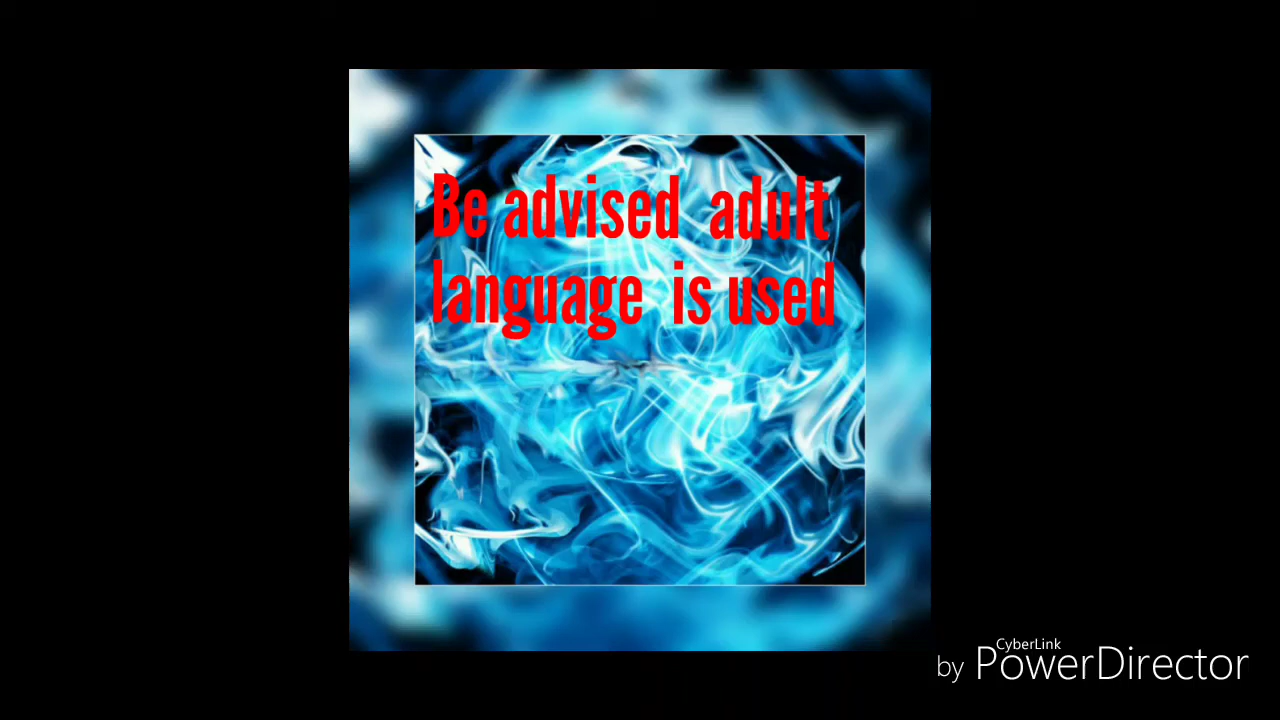 Be advised adult
language is used
CyberLink
by PowerDirector